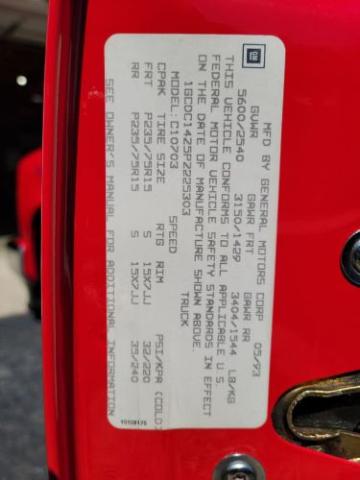 GM
MFD BY GENERAL MOTORS CORP 05/93
GVWR GAWR FRT GAWR RR
5600/2540 3150/1429 3404/1544 LB/KG
THIS VEHICLE CONFORMS TO ALL APPLICABLE U.S.
FEDERAL MOTOR VEHICLE SAFETY STANDARDS IN EFFECT
ON THE DATE OF MANUFACTURE SHOWN ABOVE.
1GCDC14Z5PZ225303 TRUCK
MODEL: C10703
CPAK TIRE SIZE SPEED RTG RIM PSI/KPA (COLD)
FRT P235/75R15 S 15X7JJ 32/220
RR P235/75R15 S 15X7JJ 35/240
SEE OWNER'S MANUAL FOR ADDITIONAL INFORMATION